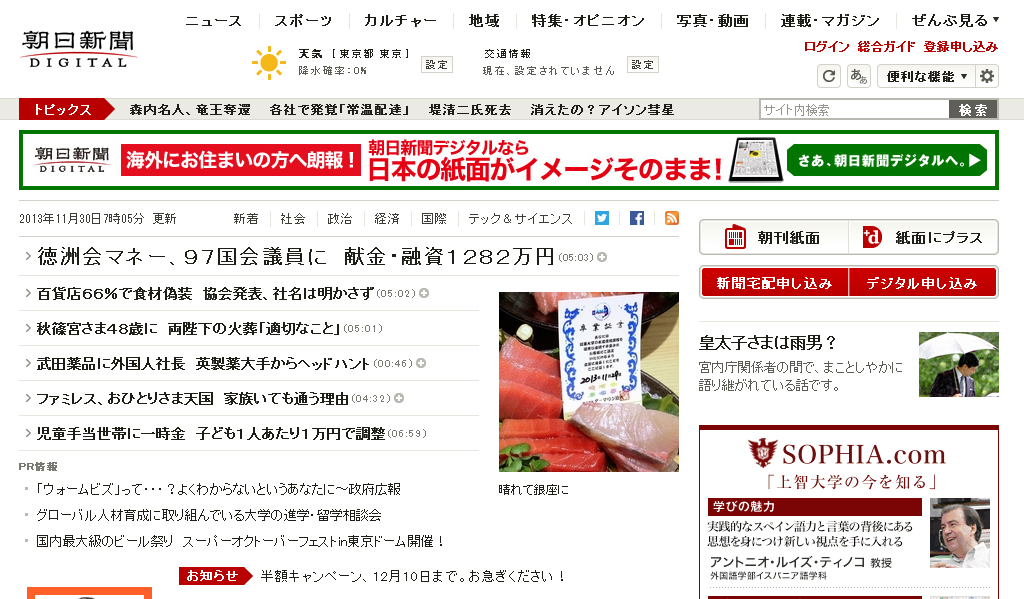 ニュース スポーツ カルチャー 地域 特集・オピニオン 写真・動画 連載・マガジン ぜんぶ見る▼
朝日新聞
DIGITAL
天気 [ 東京都 東京 ]
降水確率：0%
設定
交通情報
現在、設定されていません
設定
ログイン 総合ガイド 登録申し込み
ああ 便利な機能 ▼
トピックス 森内名人、竜王奪還 各社で発覚「常温配達」 堤清二氏死去 消えたの？アイソン彗星
サイト内検索 検索
朝日新聞
DIGITAL
海外にお住まいの方へ朗報！
朝日新聞デジタルなら
日本の紙面がイメージそのまま！
さあ、朝日新聞デジタルへ。▶
2013年11月30日7時05分 更新 新着 社会 政治 経済 国際 テック＆サイエンス
徳洲会マネー、９７国会議員に　献金・融資１２８２万円(05:03)
百貨店６６％で食材偽装　協会発表、社名は明かさず(05:02)
秋篠宮さま４８歳に　両陛下の火葬「適切なこと」(05:01)
武田薬品に外国人社長　英製薬大手からヘッドハント(00:46)
ファミレス、おひとりさま天国　家族いても通う理由(04:32)
児童手当世帯に一時金　子ども１人あたり１万円で調整(06:59)
卒業証書
2013年11月29日
晴れて銀座に
PR情報
「ウォームビズ」って・・・？よくわからないというあなたに～政府広報
グローバル人材育成に取り組んでいる大学の進学・留学相談会
国内最大級のビール祭り　スーパーオクトーバーフェストin東京ドーム開催！
お知らせ 半額キャンペーン、12月10日まで。お急ぎください！
朝刊紙面 +d 紙面にプラス
新聞宅配申し込み デジタル申し込み
皇太子さまは雨男？
宮内庁関係者の間で、まことしやかに
語り継がれている話です。
SOPHIA.com
「上智大学の今を知る」
学びの魅力
実践的なスペイン語力と言葉の背後にある
思想を身につけ新しい視点を手に入れる
アントニオ・ルイズ・ティノコ 教授
外国語学部イスパニア語学科